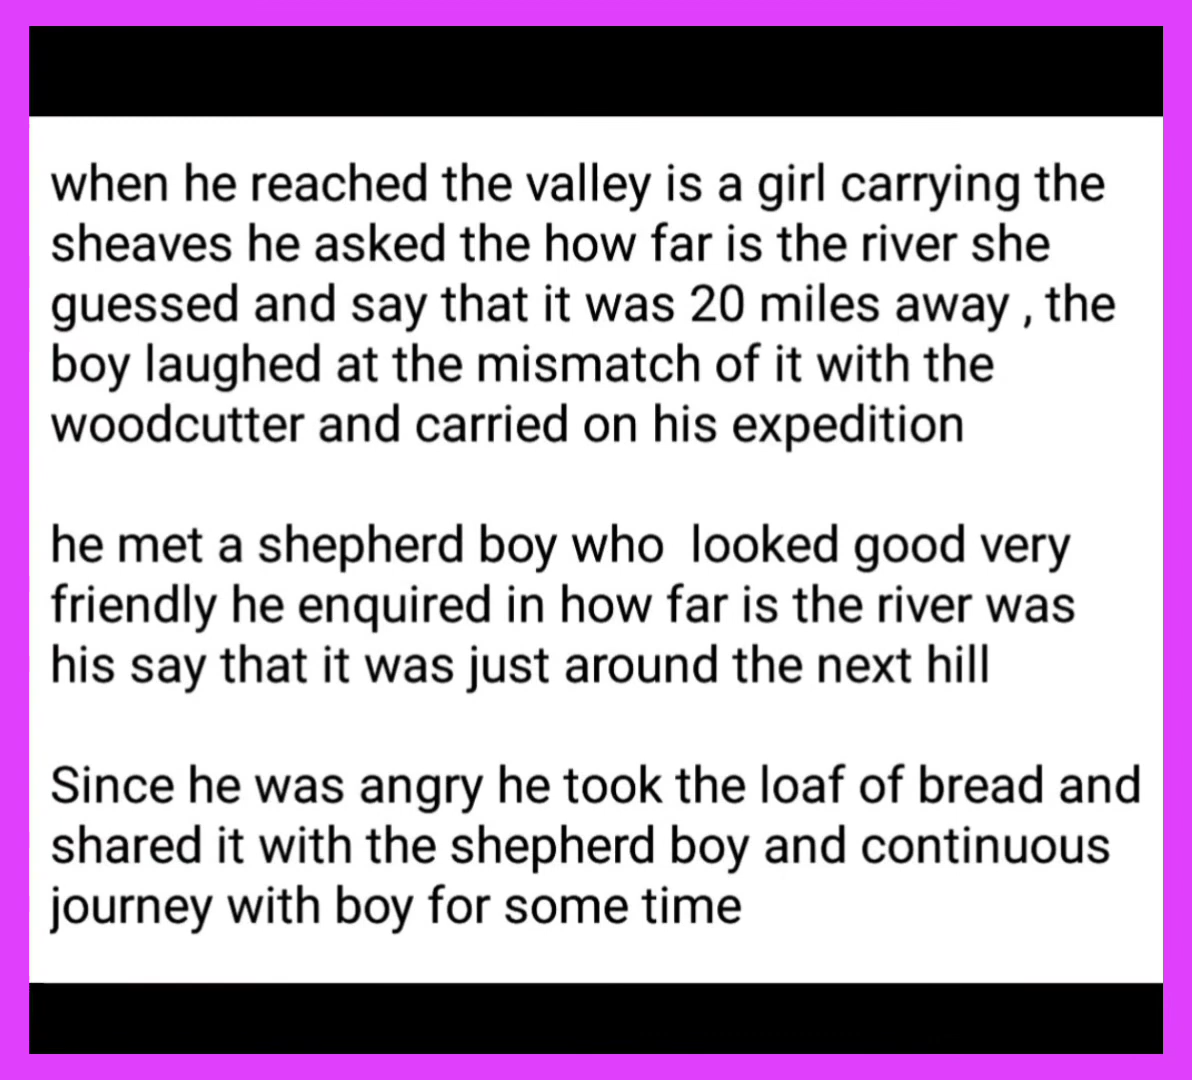 when he reached the valley is a girl carrying the
sheaves he asked the how far is the river she
guessed and say that it was 20 miles away , the
boy laughed at the mismatch of it with the
woodcutter and carried on his expedition
he met a shepherd boy who  looked good very
friendly he enquired in how far is the river was
his say that it was just around the next hill
Since he was angry he took the loaf of bread and
shared it with the shepherd boy and continuous
journey with boy for some time